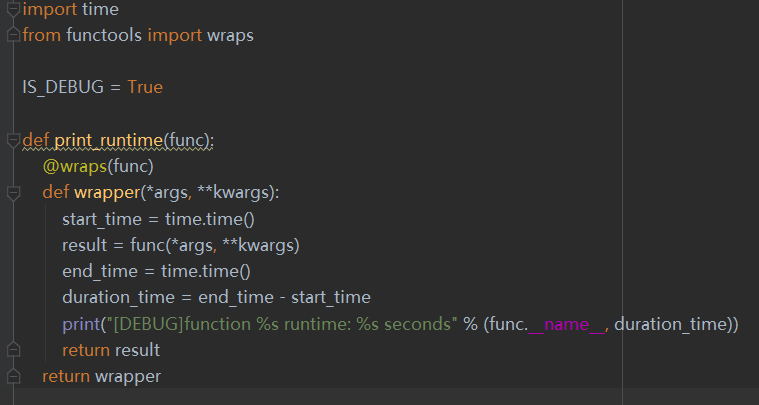 import time
from functools import wraps
IS_DEBUG = True
def print_runtime(func):
@wraps(func)
def wrapper(*args, **kwargs):
start_time = time.time()
result = func(*args, **kwargs)
end_time = time.time()
duration_time = end_time - start_time
print("[DEBUG]function %s runtime: %s seconds" % (func.__name__, duration_time))
return result
return wrapper